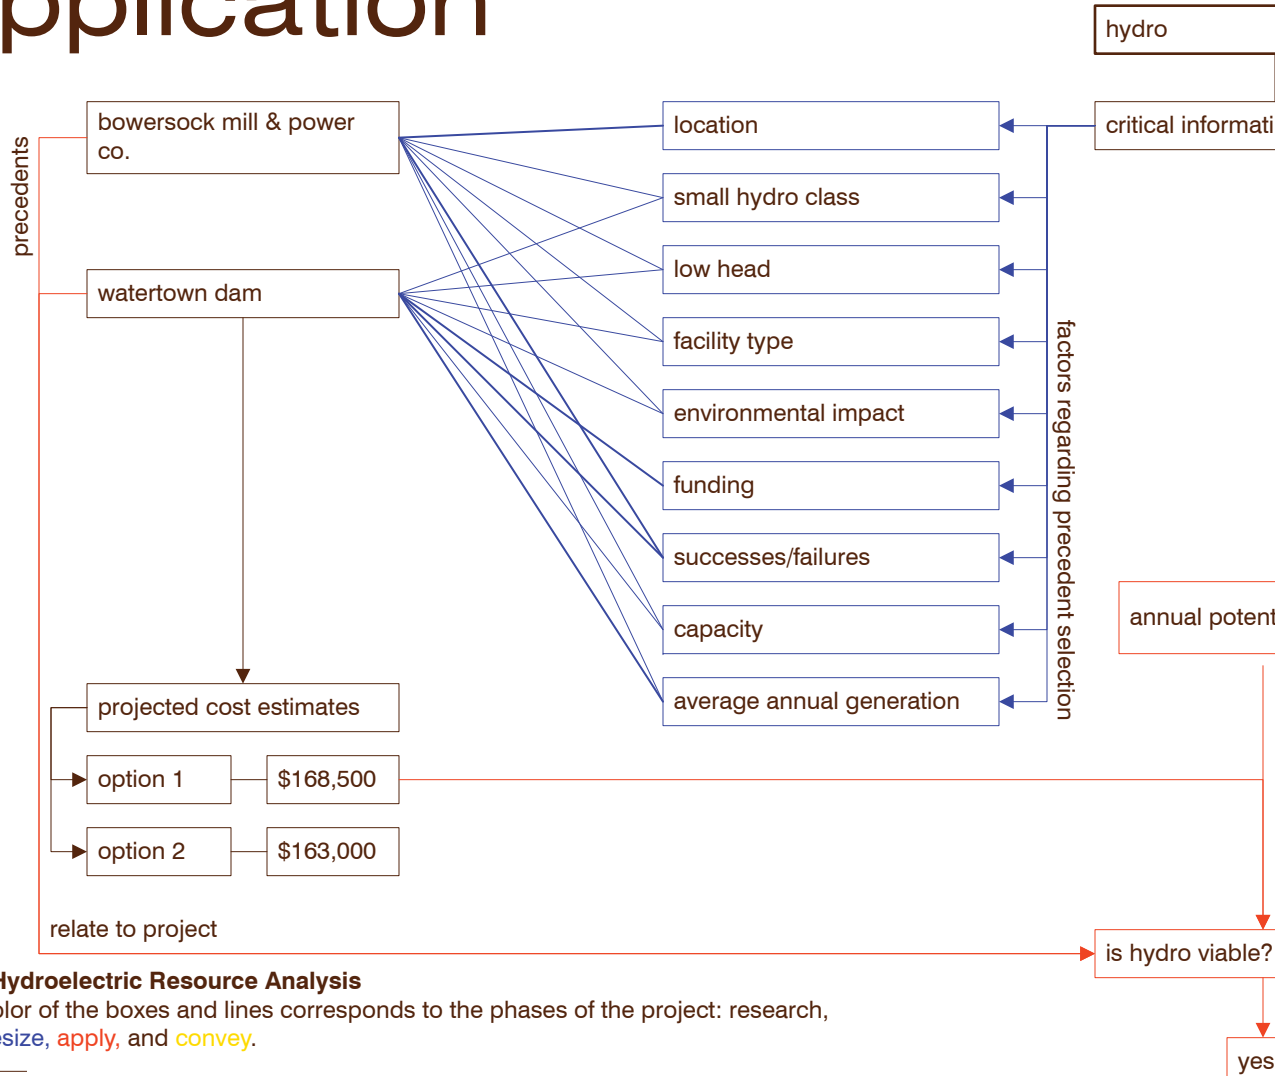 pplication
hydro
bowersock mill & power
co.
location
critical informati
precedents
small hydro class
low head
watertown dam
facility type
factors regarding precedent selection
environmental impact
funding
successes/failures
annual potent
capacity
projected cost estimates
average annual generation
option 1
$168,500
option 2
$163,000
relate to project
is hydro viable?
Hydroelectric Resource Analysis
olor of the boxes and lines corresponds to the phases of the project: research,
esize, apply, and convey.
yes